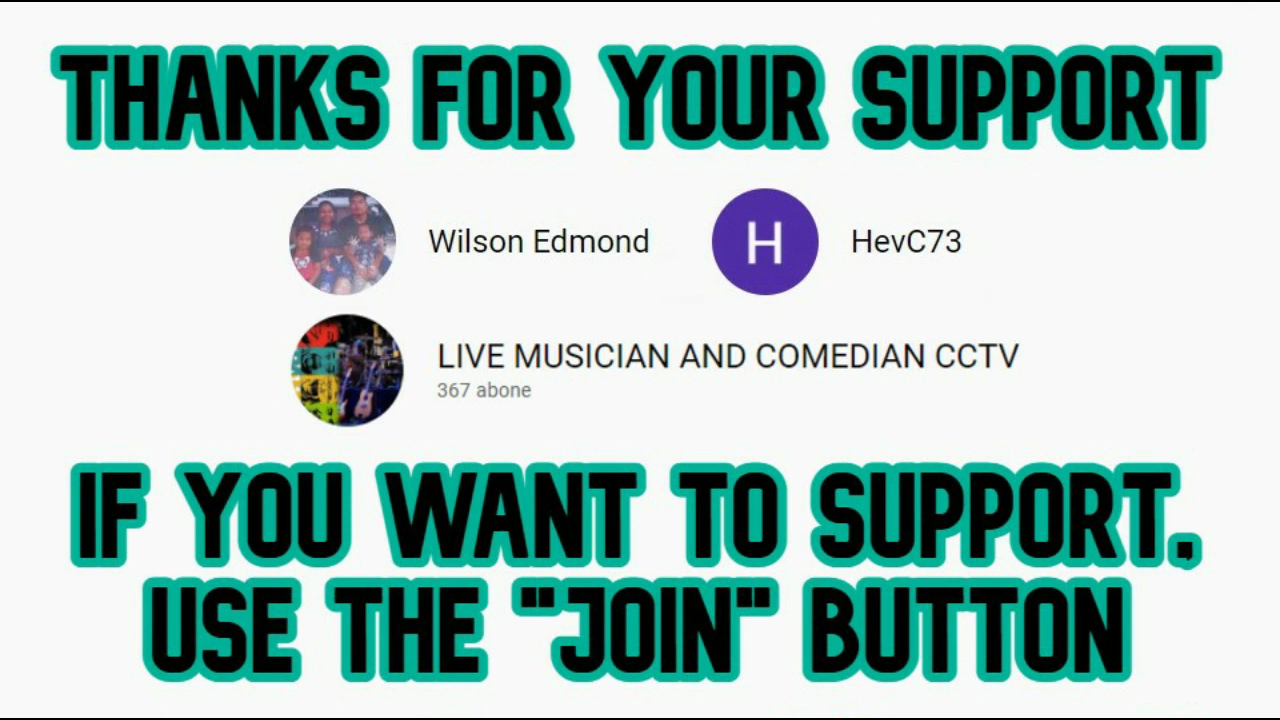 THANKS FOR YOUR SUPPORT
Wilson Edmond
H HevC73
LIVE MUSICIAN AND COMEDIAN CCTV
367 abone
IF YOU WANT TO SUPPORT,
USE THE "JOIN" BUTTON